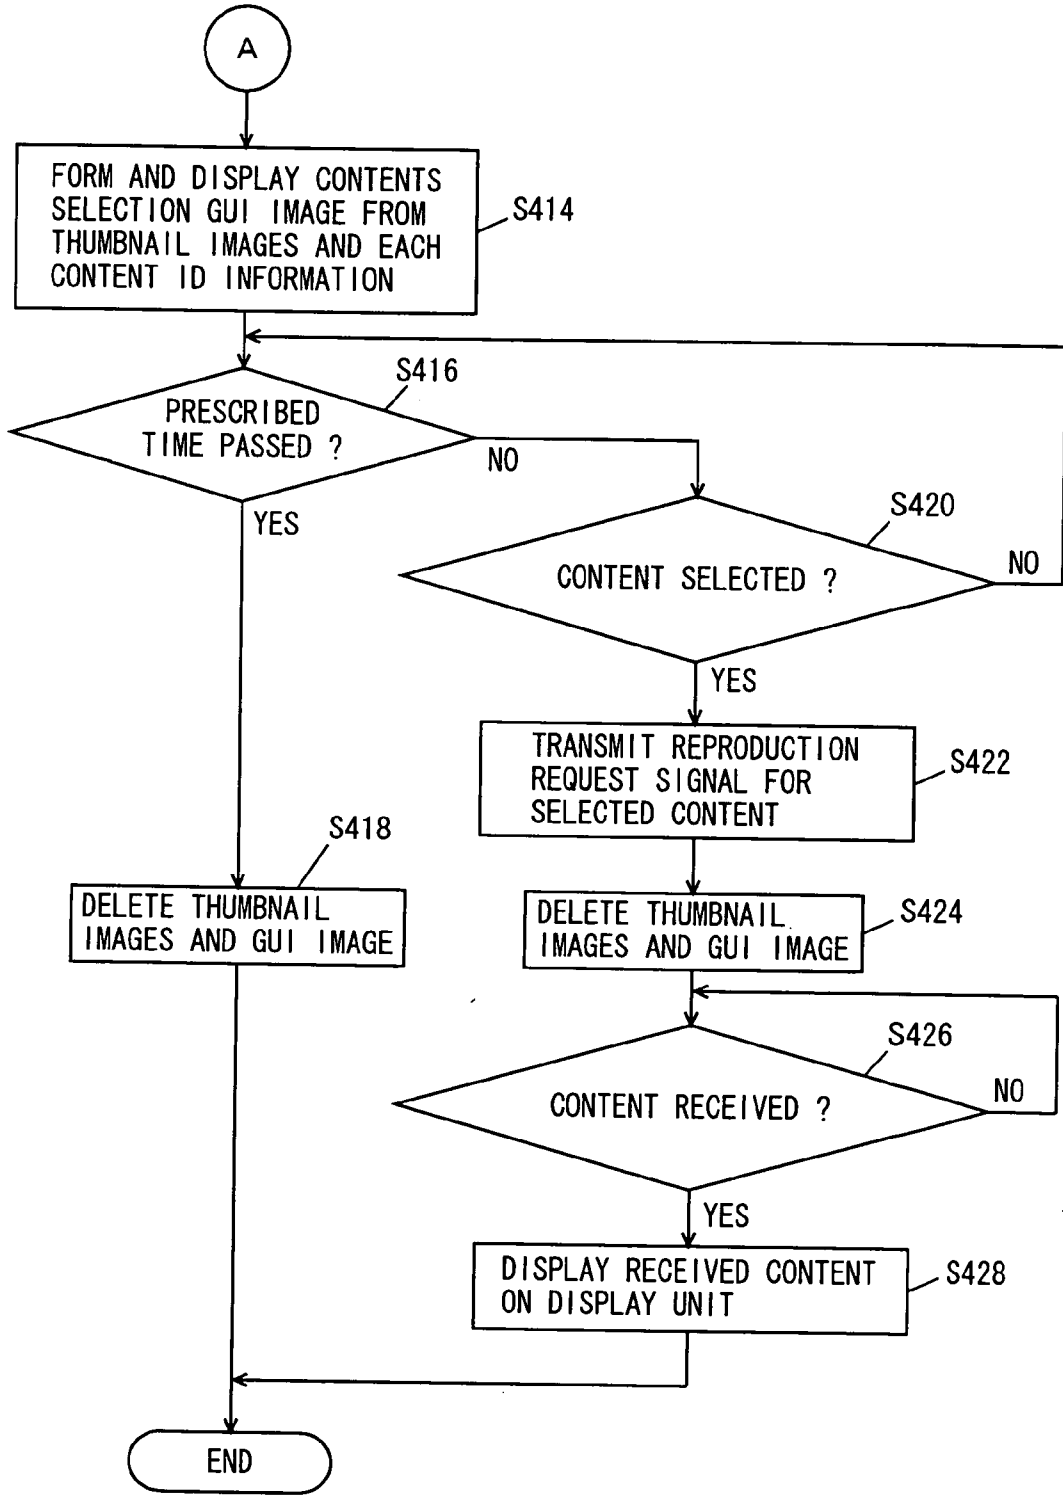 A
FORM AND DISPLAY CONTENTS
SELECTION GUI IMAGE FROM
THUMBNAIL IMAGES AND EACH
CONTENT ID INFORMATION
S414
S416
PRESCRIBED
TIME PASSED ?
NO
YES
S420
CONTENT SELECTED ?
NO
YES
TRANSMIT REPRODUCTION
REQUEST SIGNAL FOR
SELECTED CONTENT
S422
S418
DELETE THUMBNAIL
IMAGES AND GUI IMAGE
DELETE THUMBNAIL
IMAGES AND GUI IMAGE
S424
S426
CONTENT RECEIVED ?
NO
YES
DISPLAY RECEIVED CONTENT
ON DISPLAY UNIT
S428
END